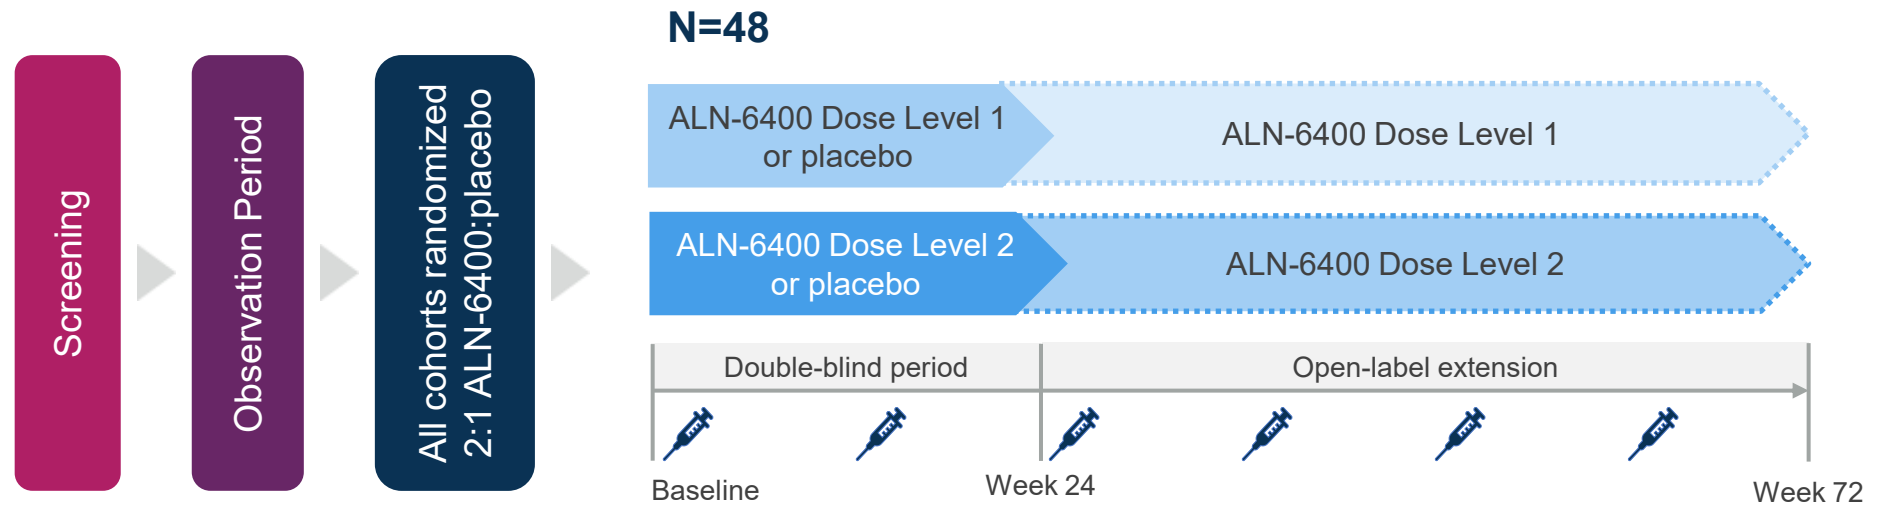 Screening
Observation Period
All cohorts randomized
2:1 ALN-6400:placebo
N=48
ALN-6400 Dose Level 1
or placebo
ALN-6400 Dose Level 1
ALN-6400 Dose Level 2
or placebo
ALN-6400 Dose Level 2
Double-blind period
Open-label extension
Baseline
Week 24
Week 72